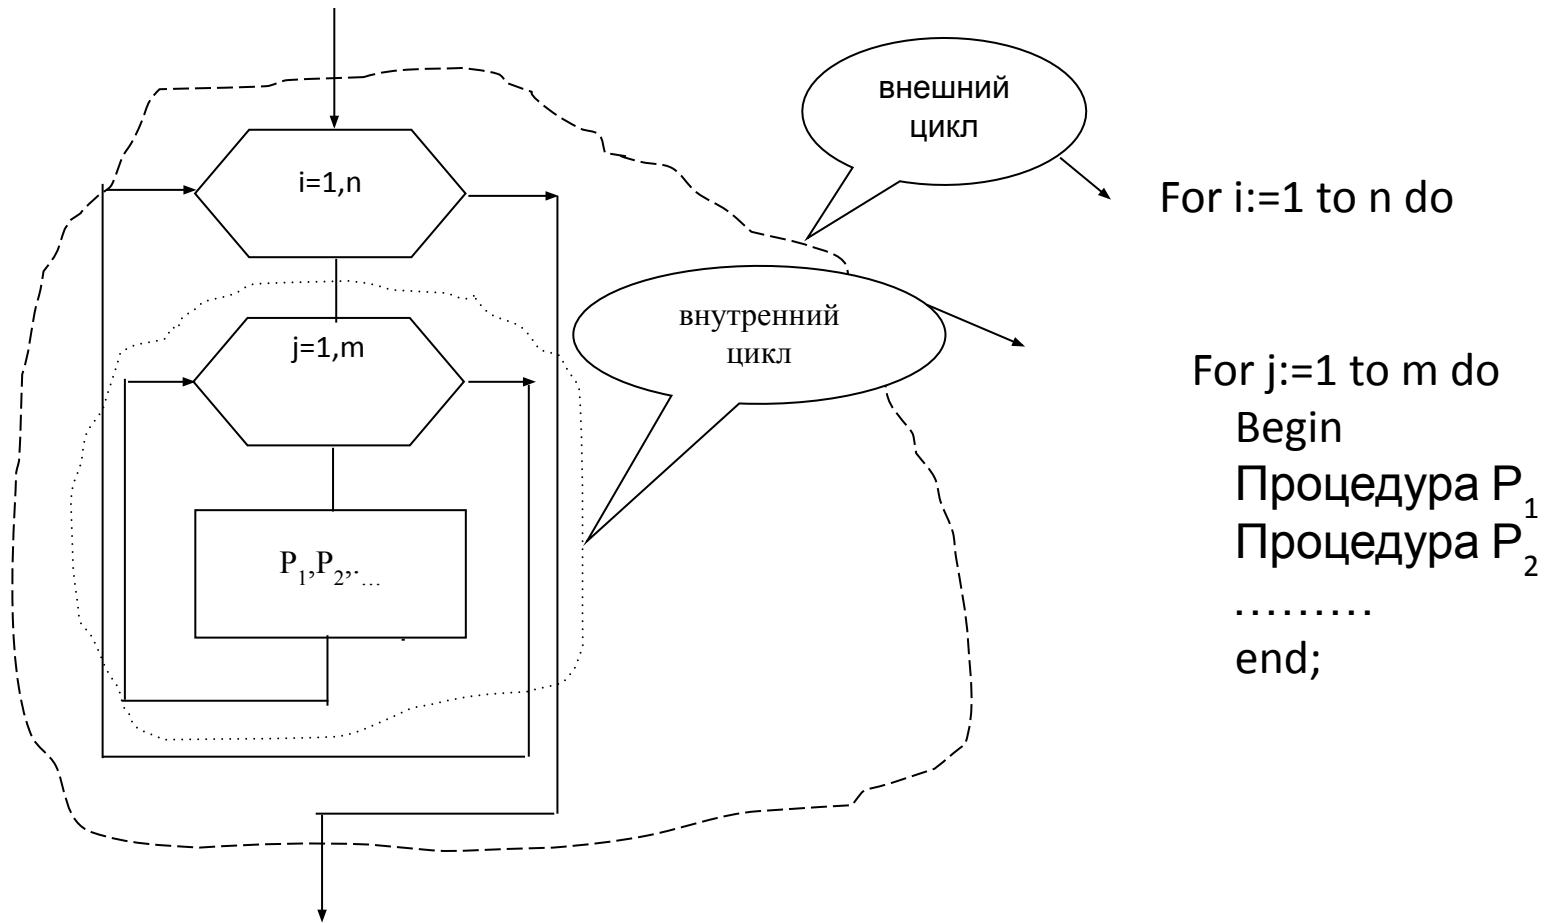 внешний
цикл
i=1,n
For i:=1 to n do
внутренний
цикл
j=1,m
For j:=1 to m do
Begin
Процедура P₁
Процедура P₂
………
end;
P₁,P₂,.…